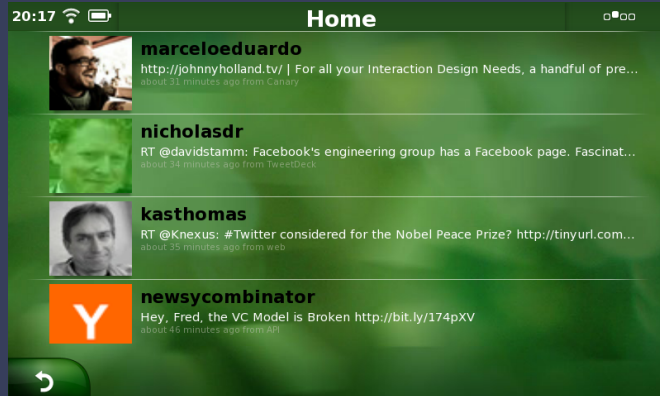 20:17
Home
marceloeduardo
http://johnnyholland.tv/ | For all your Interaction Design Needs, a handful of pre...
about 31 minutes ago from Canary
nicholasdr
RT @davidstamm: Facebook's engineering group has a Facebook page. Fascinat...
about 34 minutes ago from TweetDeck
kasthomas
RT @Knexus: #Twitter considered for the Nobel Peace Prize? http://tinyurl.com...
about 35 minutes ago from web
newsycombinator
Y
Hey, Fred, the VC Model is Broken http://bit.ly/174pXV
about 46 minutes ago from API